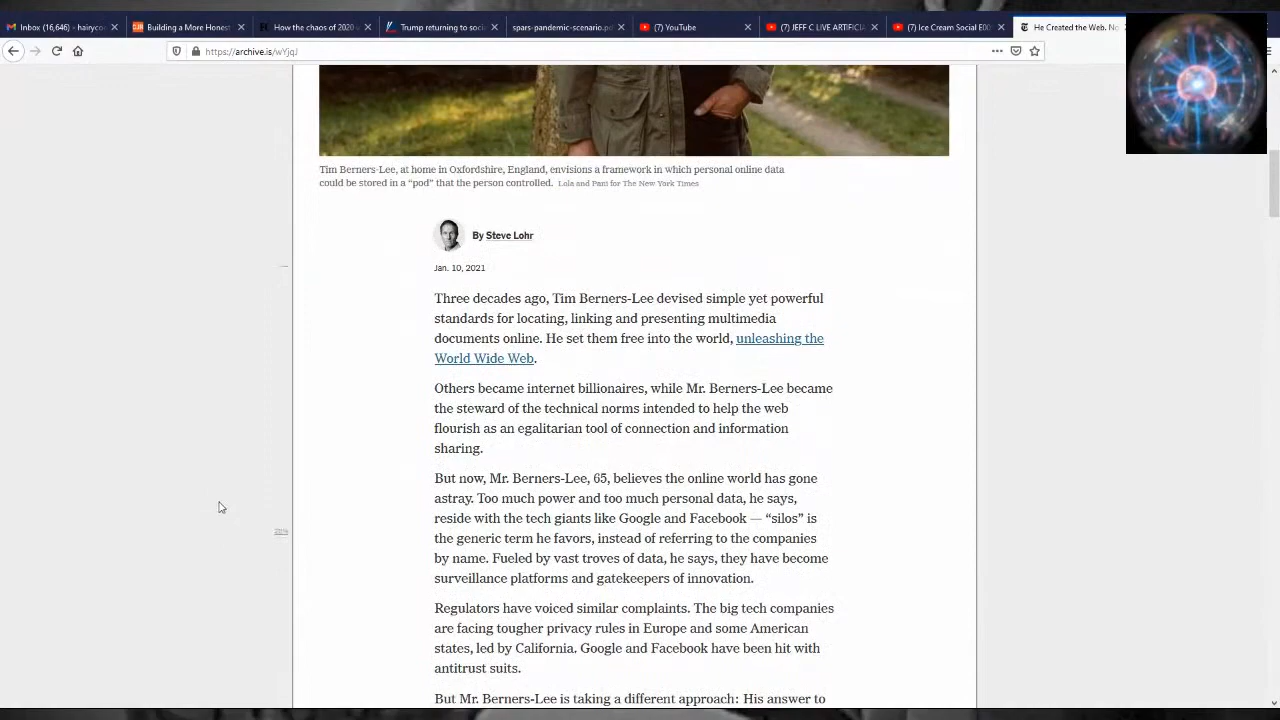 Inbox (16,646) - hairyco
Building a More Honest
How the chaos of 2020
Trump returning to soci
spars-pandemic-scenario.p
(7) YouTube
(7) JEFF C LIVE ARTIFICIA
(7) Ice Cream Social E00
He Created the Web. No
https://archive.is/wYjqJ
Tim Berners-Lee, at home in Oxfordshire, England, envisions a framework in which personal online data
could be stored in a “pod” that the person controlled. Lola and Pani for The New York Times
By Steve Lohr
Jan. 10, 2021
Three decades ago, Tim Berners-Lee devised simple yet powerful
standards for locating, linking and presenting multimedia
documents online. He set them free into the world, unleashing the
World Wide Web.
Others became internet billionaires, while Mr. Berners-Lee became
the steward of the technical norms intended to help the web
flourish as an egalitarian tool of connection and information
sharing.
But now, Mr. Berners-Lee, 65, believes the online world has gone
astray. Too much power and too much personal data, he says,
reside with the tech giants like Google and Facebook — “silos” is
the generic term he favors, instead of referring to the companies
by name. Fueled by vast troves of data, he says, they have become
surveillance platforms and gatekeepers of innovation.
Regulators have voiced similar complaints. The big tech companies
are facing tougher privacy rules in Europe and some American
states, led by California. Google and Facebook have been hit with
antitrust suits.
But Mr. Berners-Lee is taking a different approach: His answer to